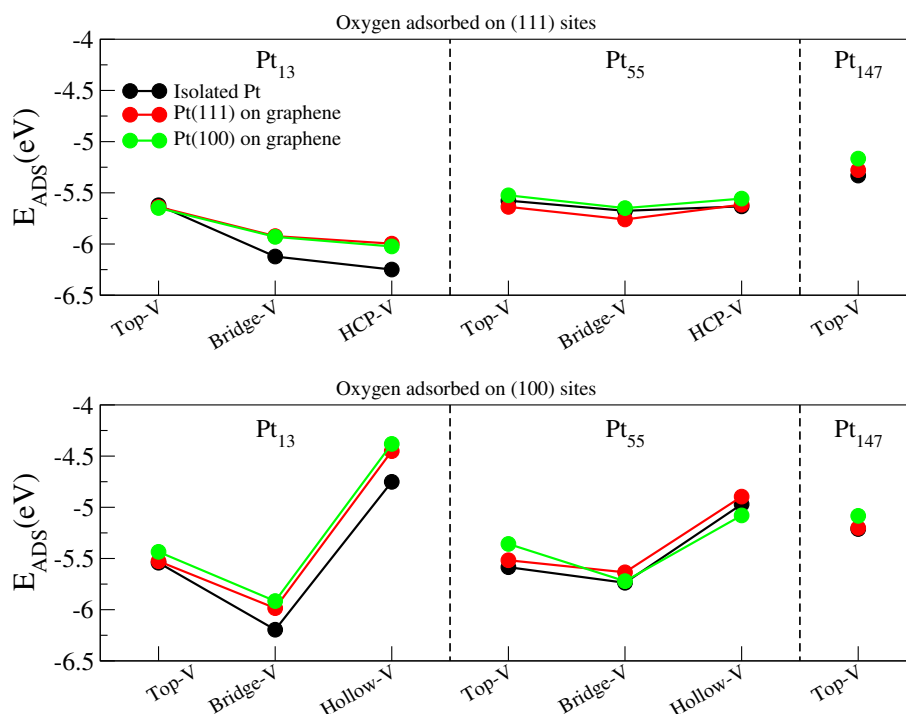 Oxygen adsorbed on (111) sites
E_ADS(eV)
-4
-4.5
-5
-5.5
-6
-6.5
Pt_13
Pt_55
Pt_147
Isolated Pt
Pt(111) on graphene
Pt(100) on graphene
Top-V
Bridge-V
HCP-V
Top-V
Bridge-V
HCP-V
Top-V
Oxygen adsorbed on (100) sites
E_ADS(eV)
-4
-4.5
-5
-5.5
-6
-6.5
Pt_13
Pt_55
Pt_147
Top-V
Bridge-V
Hollow-V
Top-V
Bridge-V
Hollow-V
Top-V